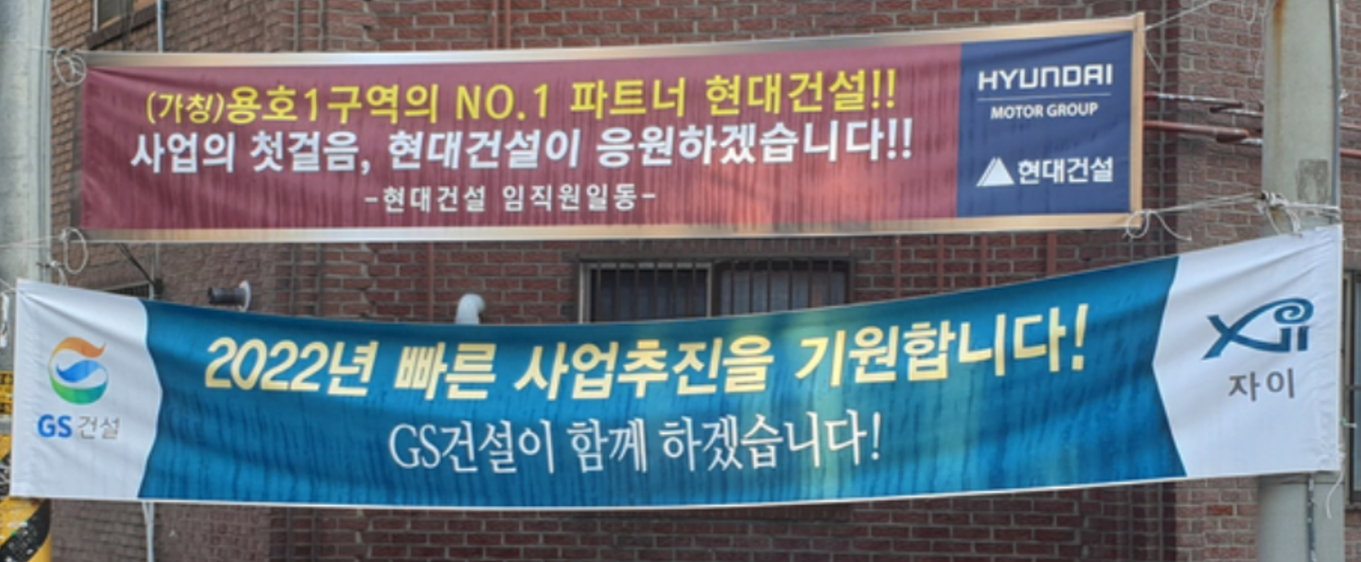 (가칭)용호1구역의 NO.1 파트너 현대건설!!
사업의 첫걸음, 현대건설이 응원하겠습니다!!
-현대건설 임직원일동-
HYUNDAI
MOTOR GROUP
현대건설
2022년 빠른 사업추진을 기원합니다!
GS건설이 함께 하겠습니다!
GS건설
Xi
자이